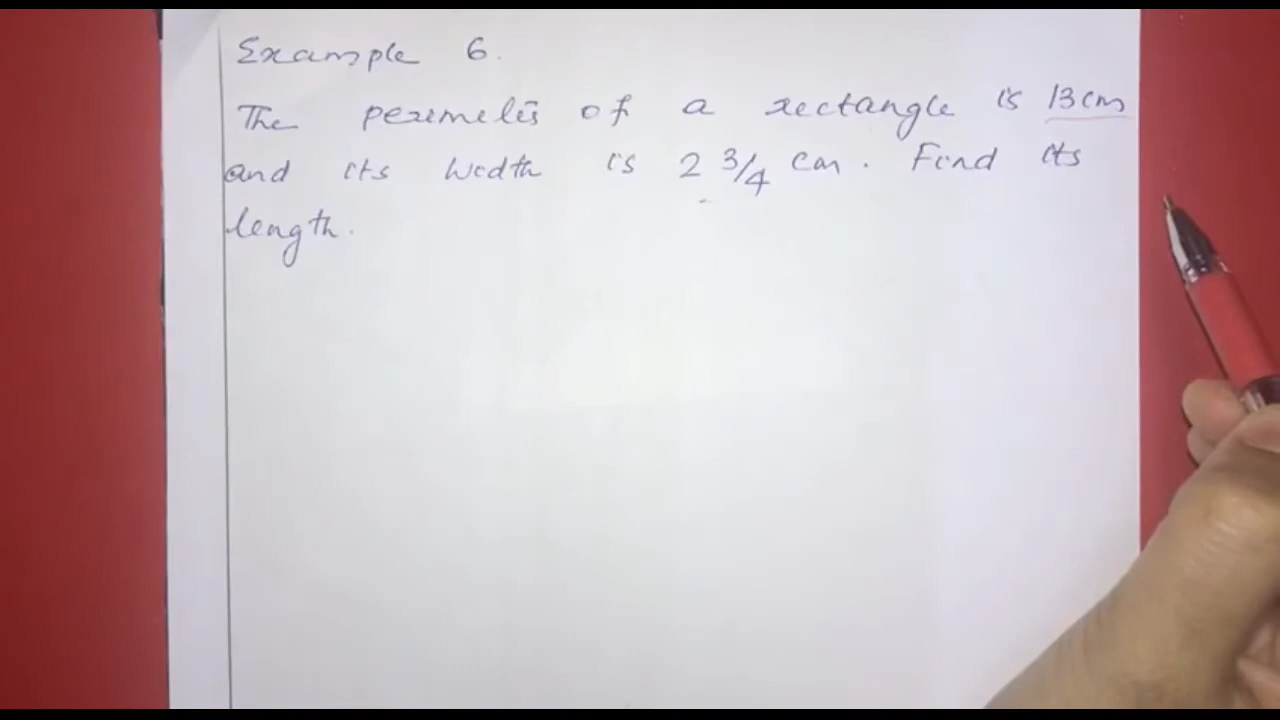 Example 6.
The perimeter of a rectangle is 13cm
and its width is 2 3/4 cm. Find its
length.